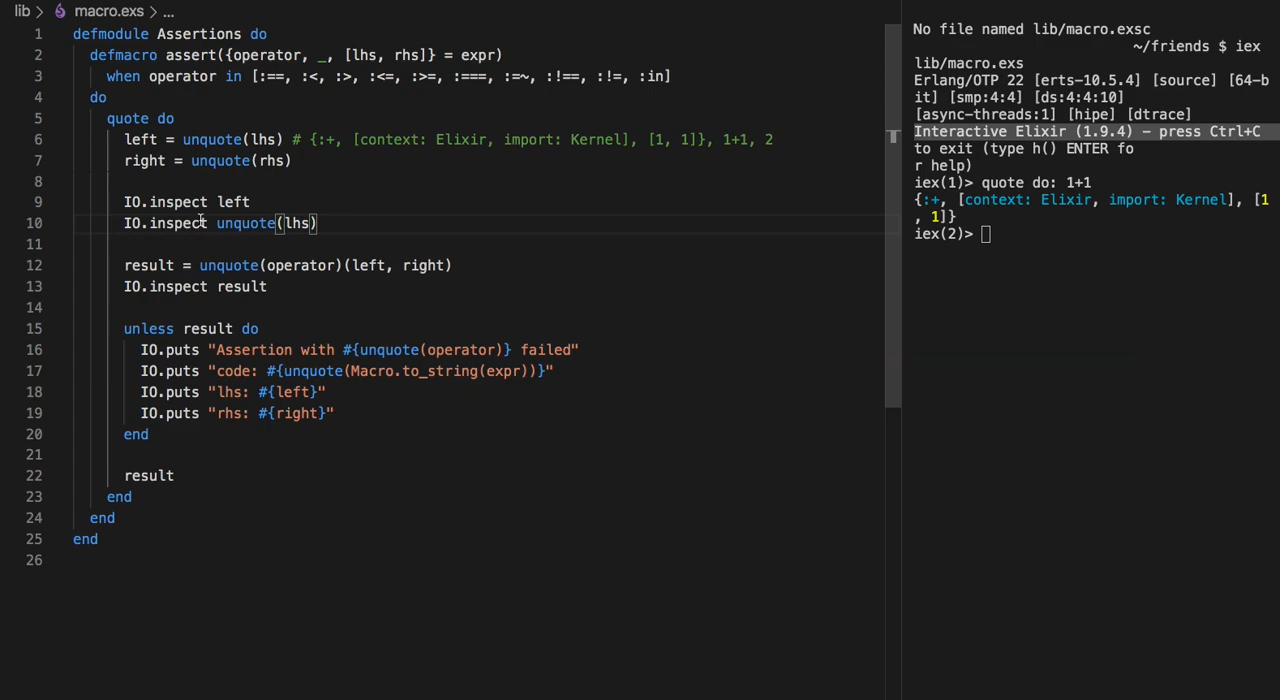 lib > macro.exs > ...
1 defmodule Assertions do
2 defmacro assert({operator, _, [lhs, rhs]} = expr)
3 when operator in [:==, :<, :>, :<=, :>=, :===, :=~, :!==, :!=, :in]
4 do
5 quote do
6 left = unquote(lhs) # {:+, [context: Elixir, import: Kernel], [1, 1]}, 1+1, 2
7 right = unquote(rhs)
8
9 IO.inspect left
10 IO.inspect unquote(lhs)
11
12 result = unquote(operator)(left, right)
13 IO.inspect result
14
15 unless result do
16 IO.puts "Assertion with #{unquote(operator)} failed"
17 IO.puts "code: #{unquote(Macro.to_string(expr))}"
18 IO.puts "lhs: #{left}"
19 IO.puts "rhs: #{right}"
20 end
21
22 result
23 end
24 end
25 end
26
No file named lib/macro.exsc
~/friends $ iex
lib/macro.exs
Erlang/OTP 22 [erts-10.5.4] [source] [64-b
it] [smp:4:4] [ds:4:4:10]
[async-threads:1] [hipe] [dtrace]
Interactive Elixir (1.9.4) - press Ctrl+C
to exit (type h() ENTER fo
r help)
iex(1)> quote do: 1+1
{:+, [context: Elixir, import: Kernel], [1
, 1]}
iex(2)>